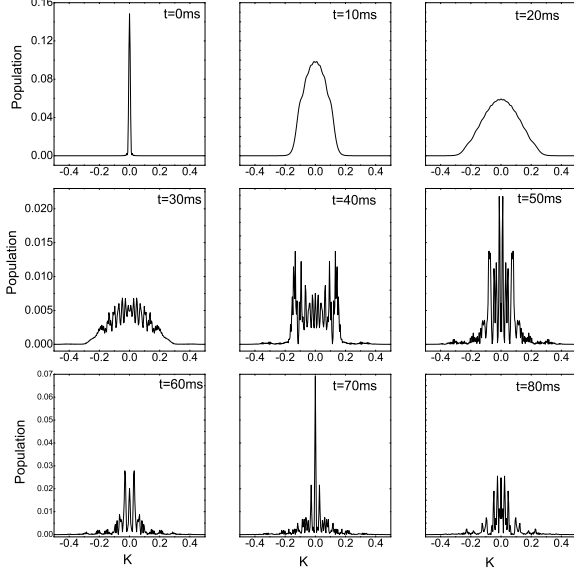 t=0ms
t=10ms
t=20ms
0.16
0.12
0.08
0.04
0.00
Population
-0.4 -0.2 0.0 0.2 0.4
-0.4 -0.2 0.0 0.2 0.4
-0.4 -0.2 0.0 0.2 0.4
t=30ms
t=40ms
t=50ms
0.020
0.015
0.010
0.005
0.000
Population
-0.4 -0.2 0.0 0.2 0.4
-0.4 -0.2 0.0 0.2 0.4
-0.4 -0.2 0.0 0.2 0.4
t=60ms
t=70ms
t=80ms
0.07
0.06
0.05
0.04
0.03
0.02
0.01
0.00
Population
-0.4 -0.2 0.0 0.2 0.4
-0.4 -0.2 0.0 0.2 0.4
-0.4 -0.2 0.0 0.2 0.4
K
K
K